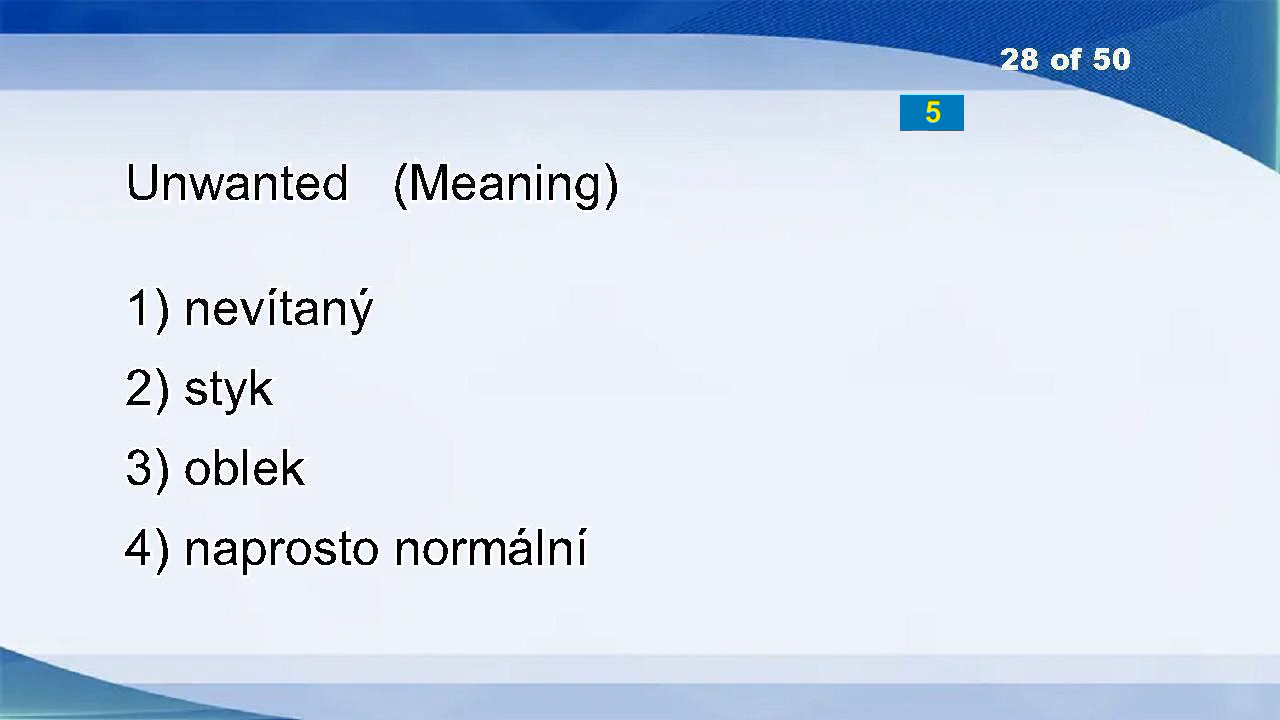 28 of 50
5
Unwanted (Meaning)
1) nevítaný
2) styk
3) oblek
4) naprosto normální